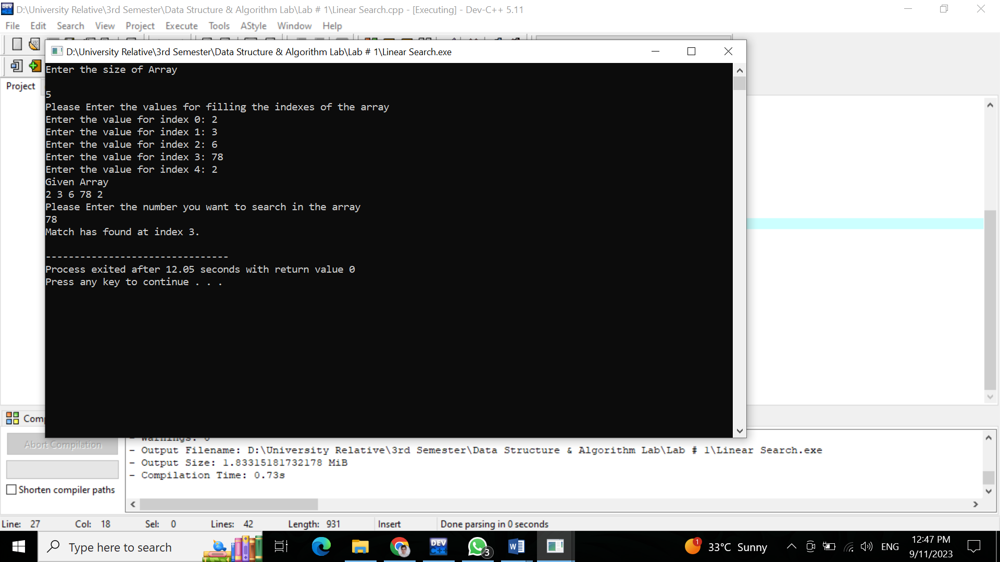 D:\University Relative\3rd Semester\Data Structure & Algorithm Lab\Lab # 1\Linear Search.cpp - [Executing] - Dev-C++ 5.11
File Edit Search View Project Execute Tools AStyle Window Help
D:\University Relative\3rd Semester\Data Structure & Algorithm Lab\Lab # 1\Linear Search.exe
Project
Enter the size of Array
5
Please Enter the values for filling the indexes of the array
Enter the value for index 0: 2
Enter the value for index 1: 3
Enter the value for index 2: 6
Enter the value for index 3: 78
Enter the value for index 4: 2
Given Array
2 3 6 78 2
Please Enter the number you want to search in the array
78
Match has found at index 3.
--------------------------------
Process exited after 12.05 seconds with return value 0
Press any key to continue . . .
Abort Compilation
Shorten compiler paths
- Warnings: 0
- Output Filename: D:\University Relative\3rd Semester\Data Structure & Algorithm Lab\Lab # 1\Linear Search.exe
- Output Size: 1.83315181732178 MiB
- Compilation Time: 0.73s
Line: 27 Col: 18 Sel: 0 Lines: 42 Length: 931 Insert Done parsing in 0 seconds
Type here to search
DEV C++
3
W
1
33°C Sunny
ENG
12:47 PM
9/11/2023